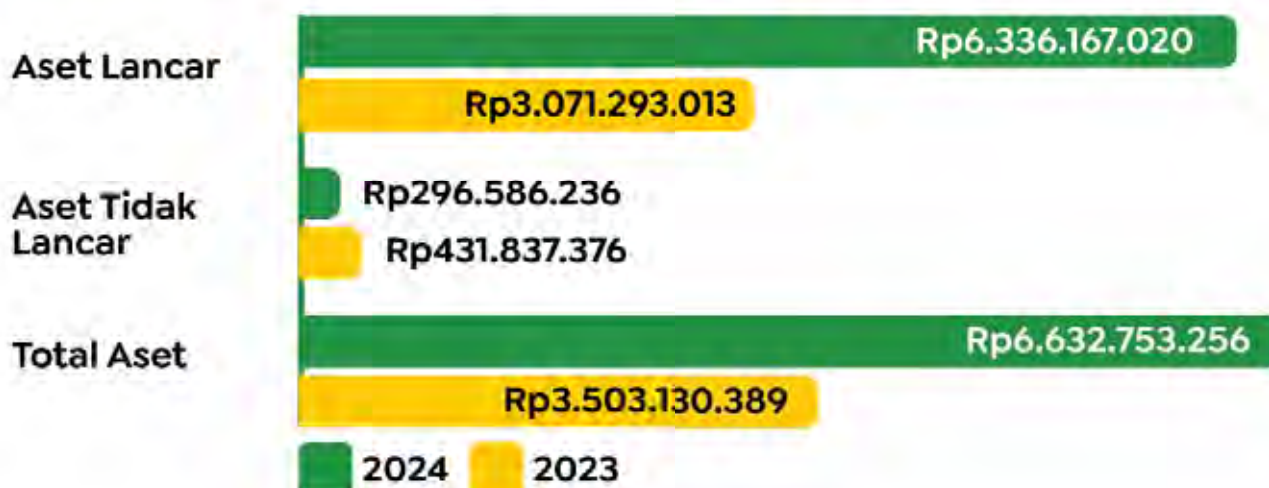 Aset Lancar
Rp6.336.167.020
Rp3.071.293.013
Aset Tidak
Lancar
Rp296.586.236
Rp431.837.376
Total Aset
Rp6.632.753.256
Rp3.503.130.389
2024 2023